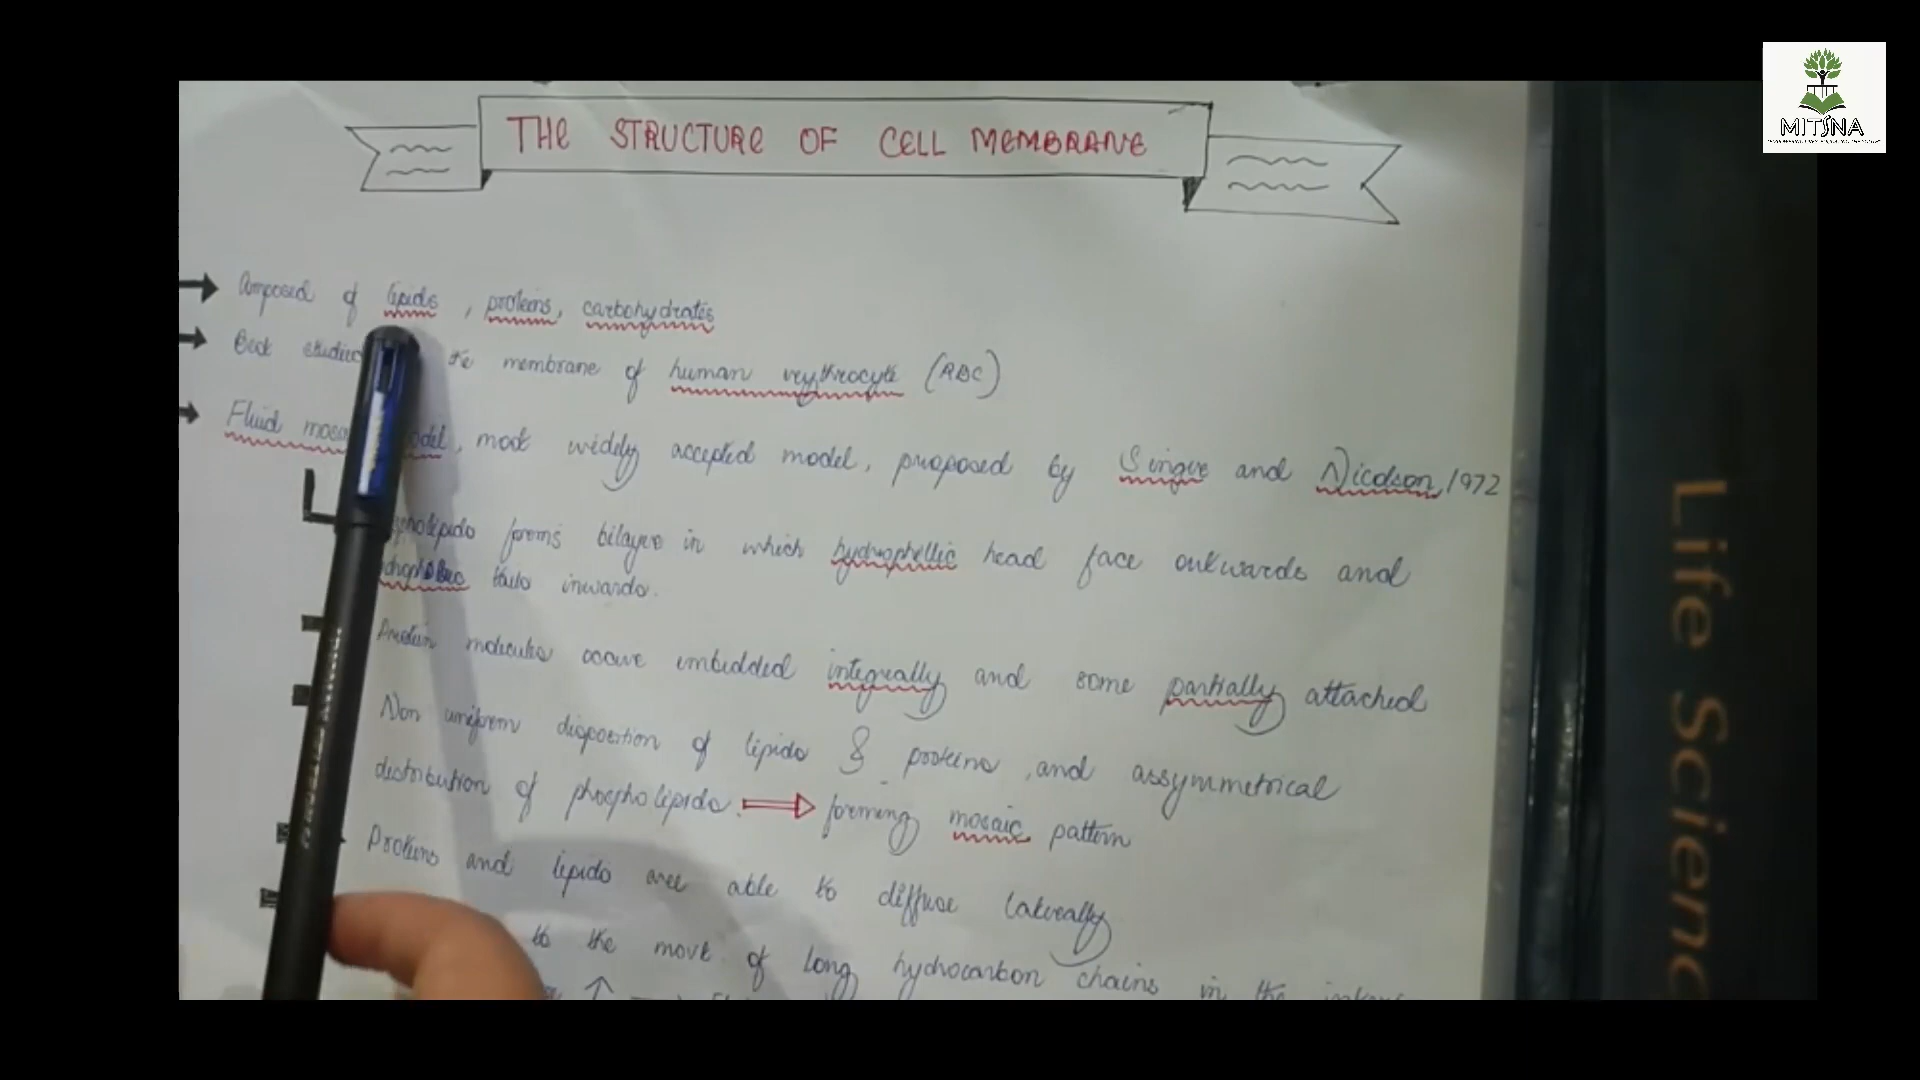 MITSNA
THE STRUCTURE OF CELL MEMBRANE
Composed of lipids, proteins, carbohydrates
Best studied the membrane of human erythrocyte (RBC)
Fluid model, most widely accepted model, proposed by Singer and Nicolson, 1972
forms bilayer in which hydrophillic head face outwards and
tails inwards.
Protein molecules occur embedded integrally and some partially attached
Non uniform disposition of lipids & proteins, and assymmetrical
distribution of phospholipids. ⟹ forming mosaic pattern
Proteins and lipids are able to diffuse laterally
to the move of long hydrocarbon chains in the
Life Scienc